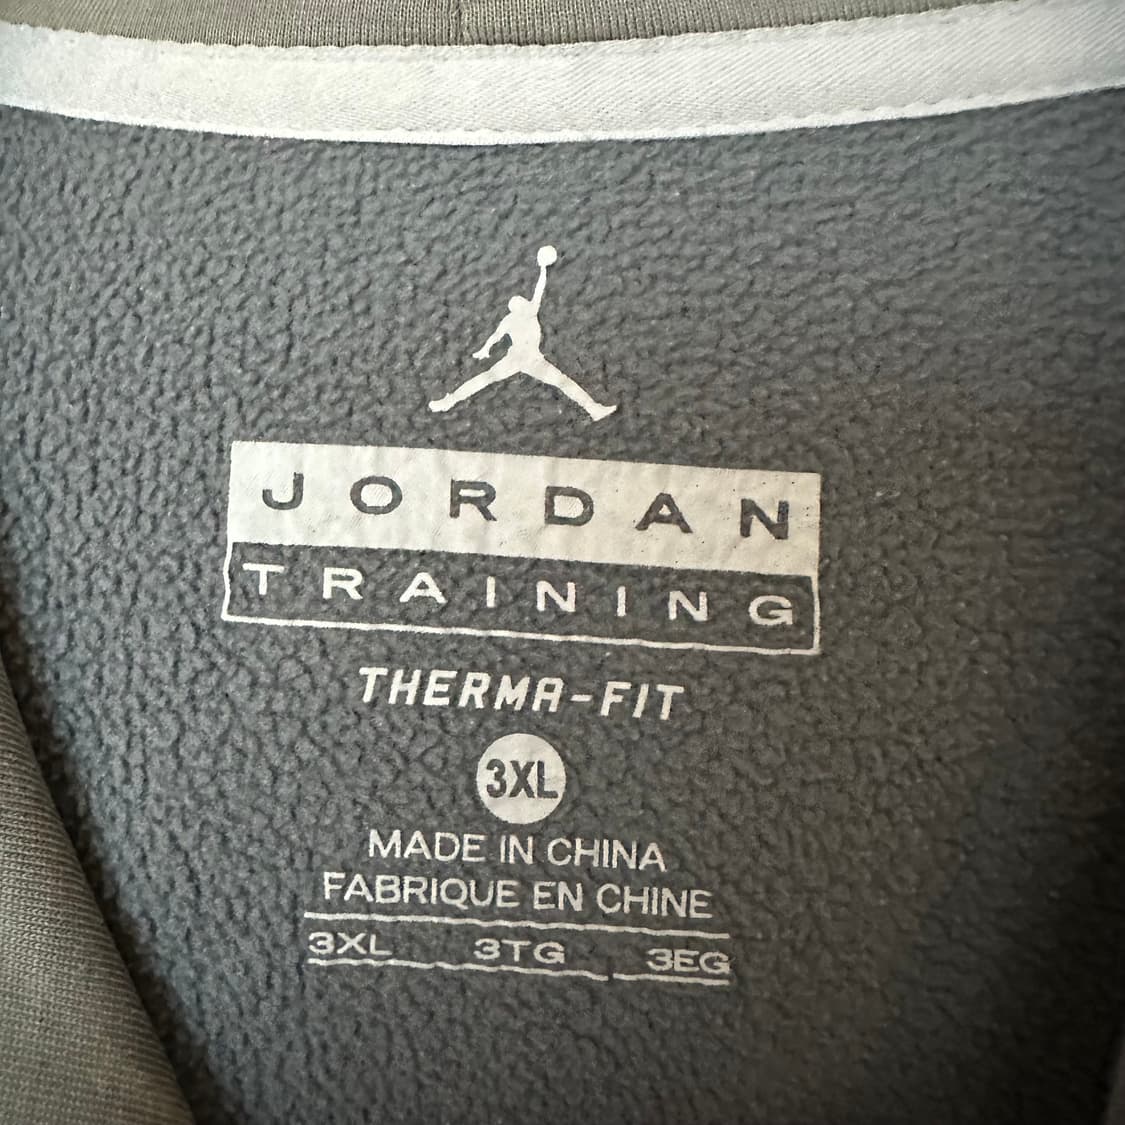 JORDAN
TRAINING
THERMA-FIT
3XL
MADE IN CHINA
FABRIQUE EN CHINE
3XL 3TG 3EG